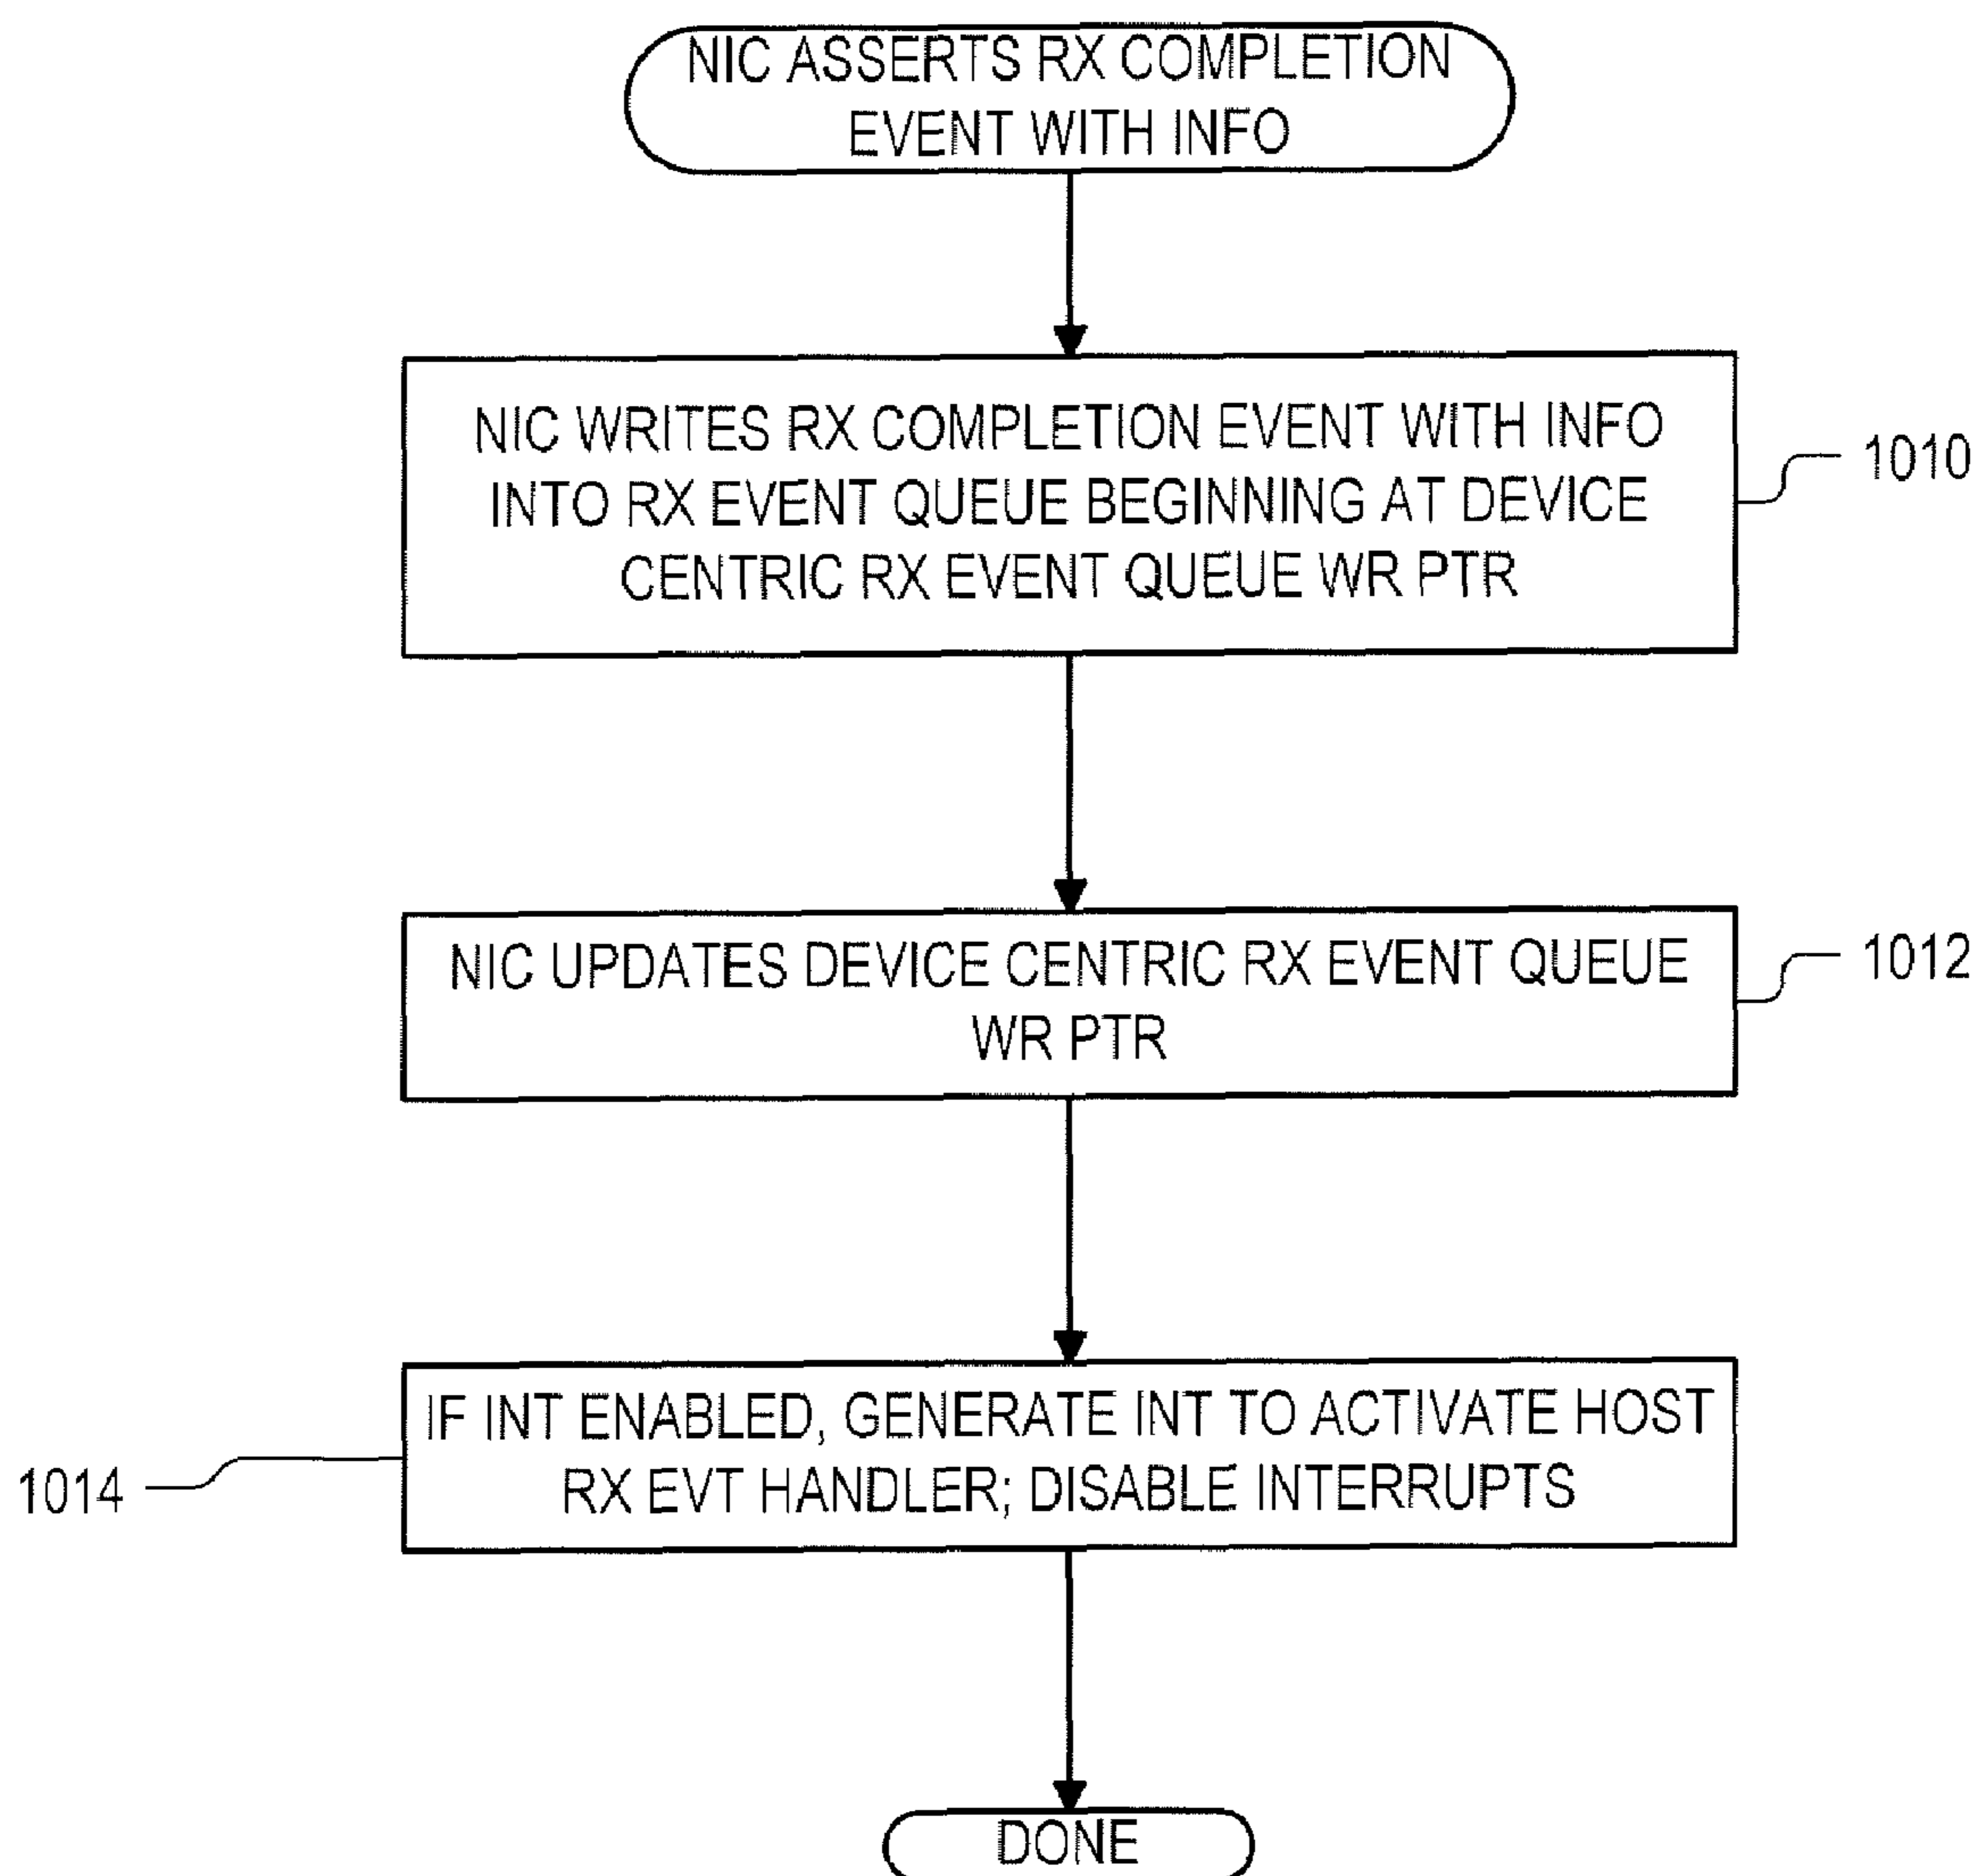 NIC ASSERTS RX COMPLETION
EVENT WITH INFO
NIC WRITES RX COMPLETION EVENT WITH INFO
INTO RX EVENT QUEUE BEGINNING AT DEVICE
CENTRIC RX EVENT QUEUE WR PTR
1010
NIC UPDATES DEVICE CENTRIC RX EVENT QUEUE
WR PTR
1012
IF INT ENABLED, GENERATE INT TO ACTIVATE HOST
RX EVT HANDLER; DISABLE INTERRUPTS
1014
DONE